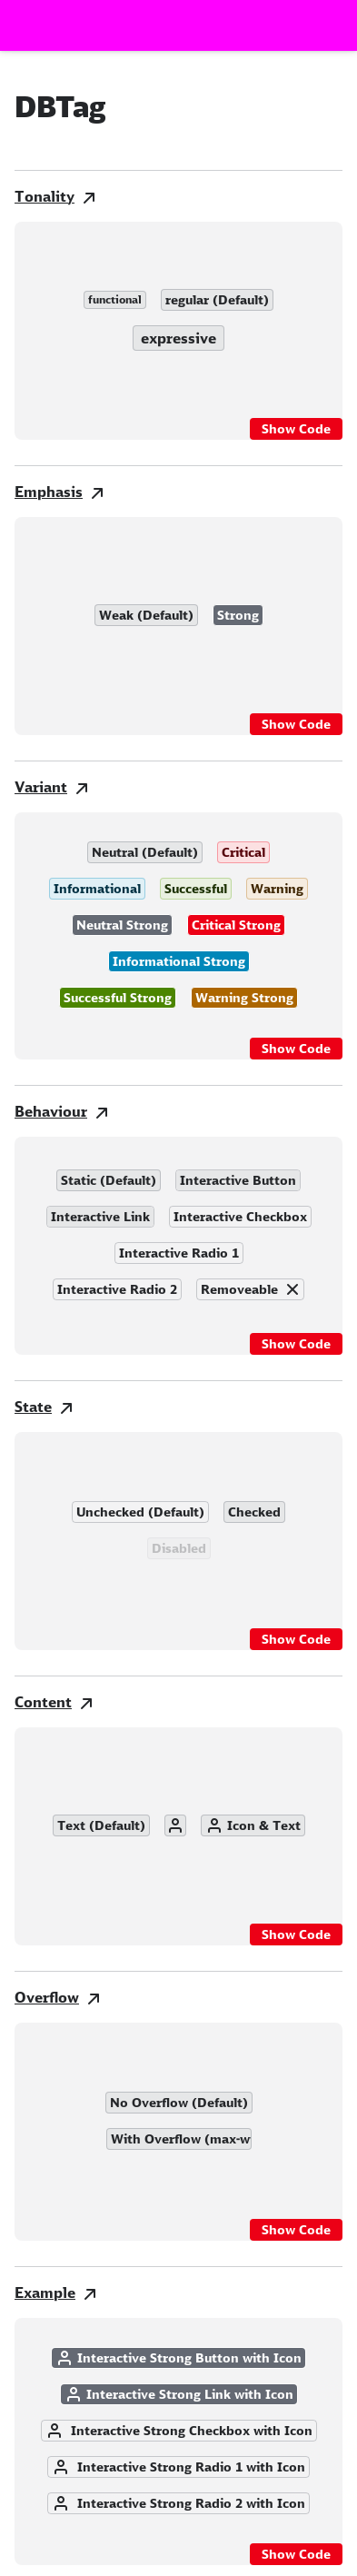 DBTag
Tonality
functional regular (Default)
expressive
Show Code
Emphasis
Weak (Default) Strong
Show Code
Variant
Neutral (Default) Critical
Informational Successful Warning
Neutral Strong Critical Strong
Informational Strong
Successful Strong Warning Strong
Show Code
Behaviour
Static (Default) Interactive Button
Interactive Link Interactive Checkbox
Interactive Radio 1
Interactive Radio 2 Removeable
Show Code
State
Unchecked (Default) Checked
Disabled
Show Code
Content
Text (Default) Icon & Text
Show Code
Overflow
No Overflow (Default)
With Overflow (max-w
Show Code
Example
Interactive Strong Button with Icon
Interactive Strong Link with Icon
Interactive Strong Checkbox with Icon
Interactive Strong Radio 1 with Icon
Interactive Strong Radio 2 with Icon
Show Code